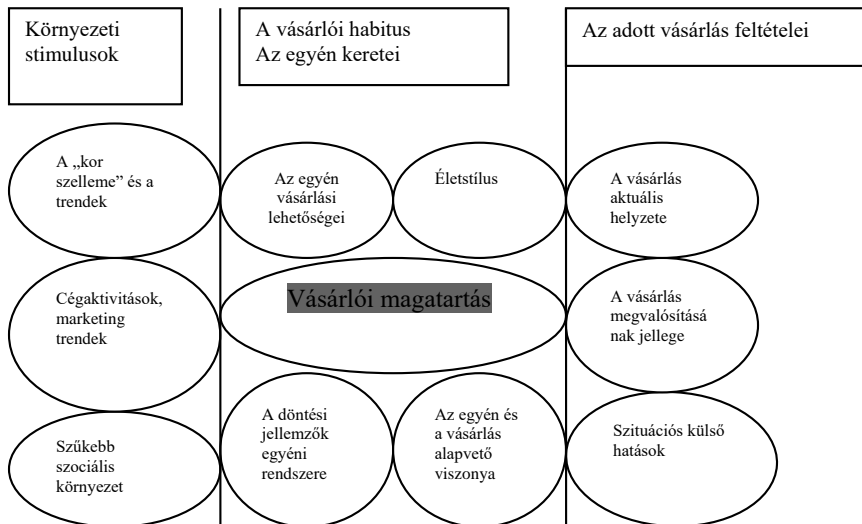 Környezeti
stimulusok
A vásárlói habitus
Az egyén keretei
Az adott vásárlás feltételei
A „kor
szelleme” és a
trendek
Az egyén
vásárlási
lehetőségei
Életstílus
A vásárlás
aktuális
helyzete
Cégaktivitások,
marketing
trendek
Vásárlói magatartás
A vásárlás
megvalósításá
nak jellege
Szűkebb
szociális
környezet
A döntési
jellemzők
egyéni
rendszere
Az egyén és
a vásárlás
alapvető
viszonya
Szituációs külső
hatások